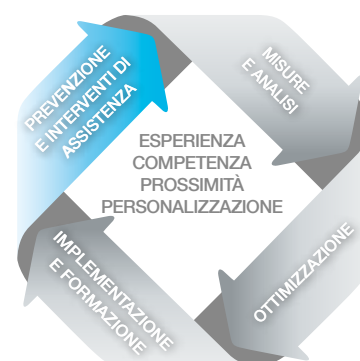 PREVENZIONE
E INTERVENTI DI
ASSISTENZA
MISURE
E ANALISI
ESPERIENZA
COMPETENZA
PROSSIMITÀ
PERSONALIZZAZIONE
OTTIMIZZAZIONE
IMPLEMENTAZIONE
E FORMAZIONE